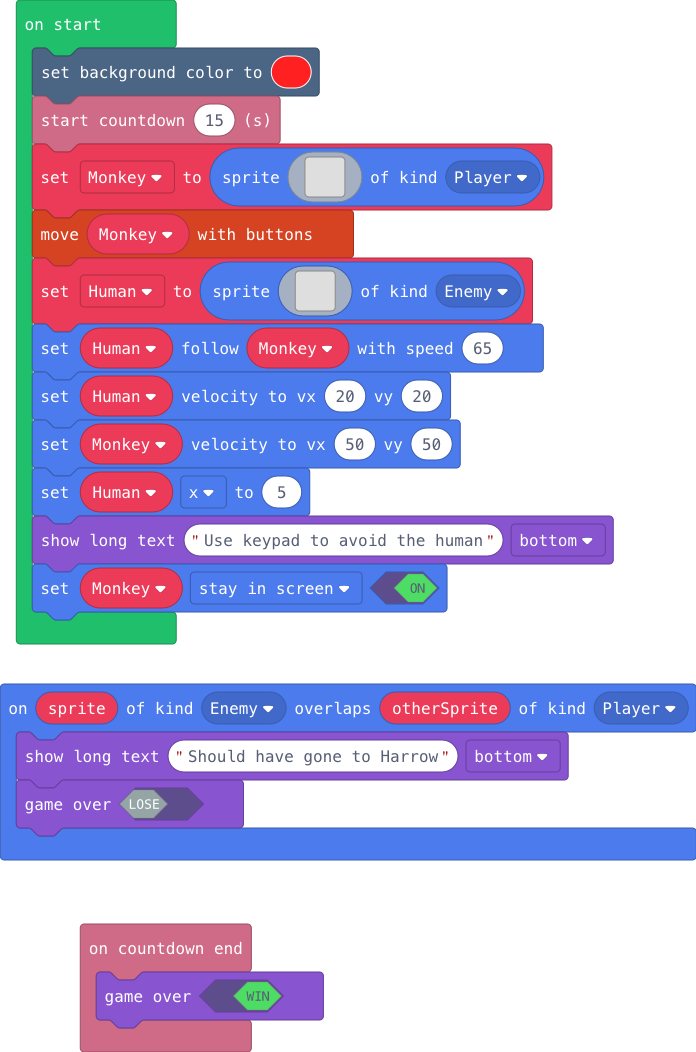 on start
set background color to
start countdown 15 (s)
set Monkey to sprite of kind Player
move Monkey with buttons
set Human to sprite of kind Enemy
set Human follow Monkey with speed 65
set Human velocity to vx 20 vy 20
set Monkey velocity to vx 50 vy 50
set Human x to 5
show long text "Use keypad to avoid the human" bottom
set Monkey stay in screen ON
on sprite of kind Enemy overlaps otherSprite of kind Player
show long text "Should have gone to Harrow" bottom
game over LOSE
on countdown end
game over WIN